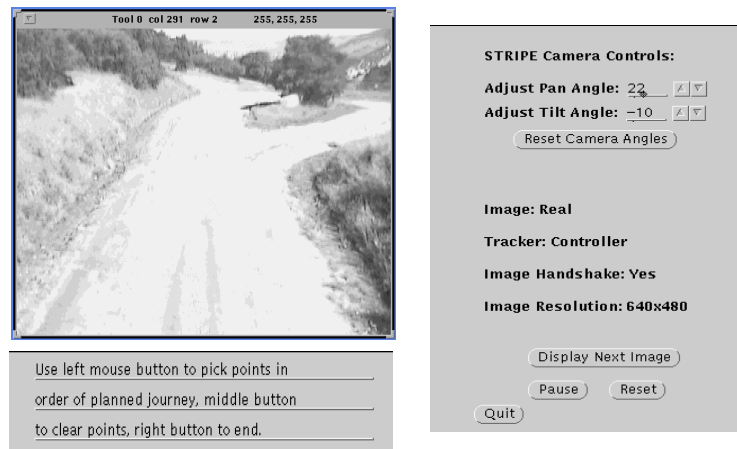 Tool 0 col 291 row 2 255, 255, 255
Use left mouse button to pick points in
order of planned journey, middle button
to clear points, right button to end.
STRIPE Camera Controls:
Adjust Pan Angle: 22
Adjust Tilt Angle: -10
Reset Camera Angles
Image: Real
Tracker: Controller
Image Handshake: Yes
Image Resolution: 640x480
Display Next Image
Pause Reset
Quit